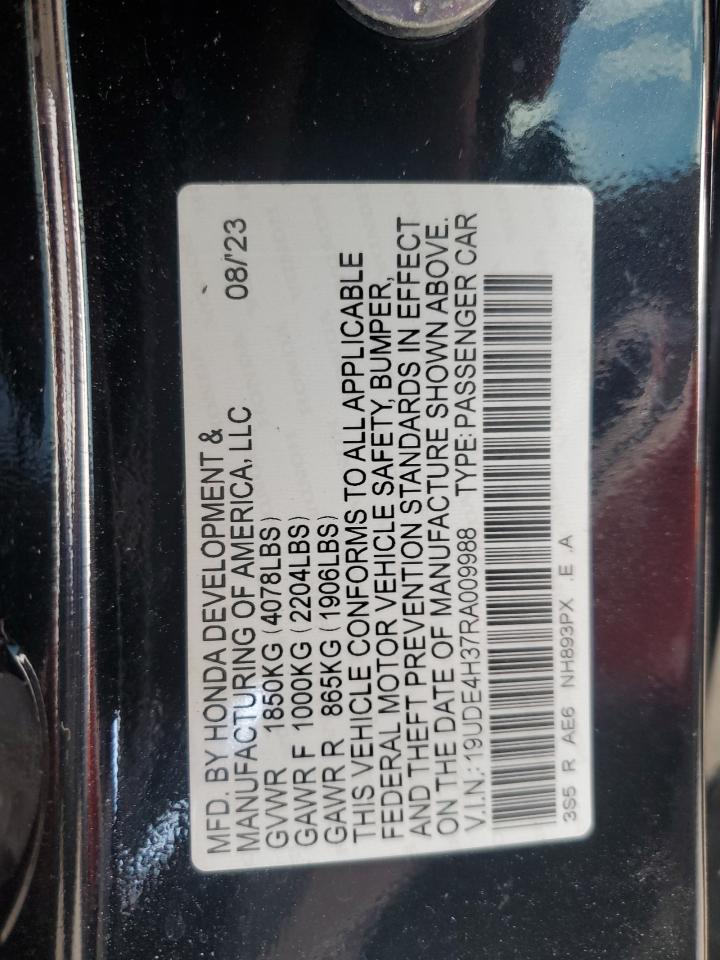 MFD. BY HONDA DEVELOPMENT &
MANUFACTURING OF AMERICA, LLC 08/'23
GVWR 1850KG (4078LBS)
GAWR F 1000KG (2204LBS)
GAWR R 865KG (1906LBS)
THIS VEHICLE CONFORMS TO ALL APPLICABLE
FEDERAL MOTOR VEHICLE SAFETY, BUMPER,
AND THEFT PREVENTION STANDARDS IN EFFECT
ON THE DATE OF MANUFACTURE SHOWN ABOVE.
V.I.N.: 19UDE4H37RA009988 TYPE: PASSENGER CAR
3S5 R AE6 NH893PX .E .A